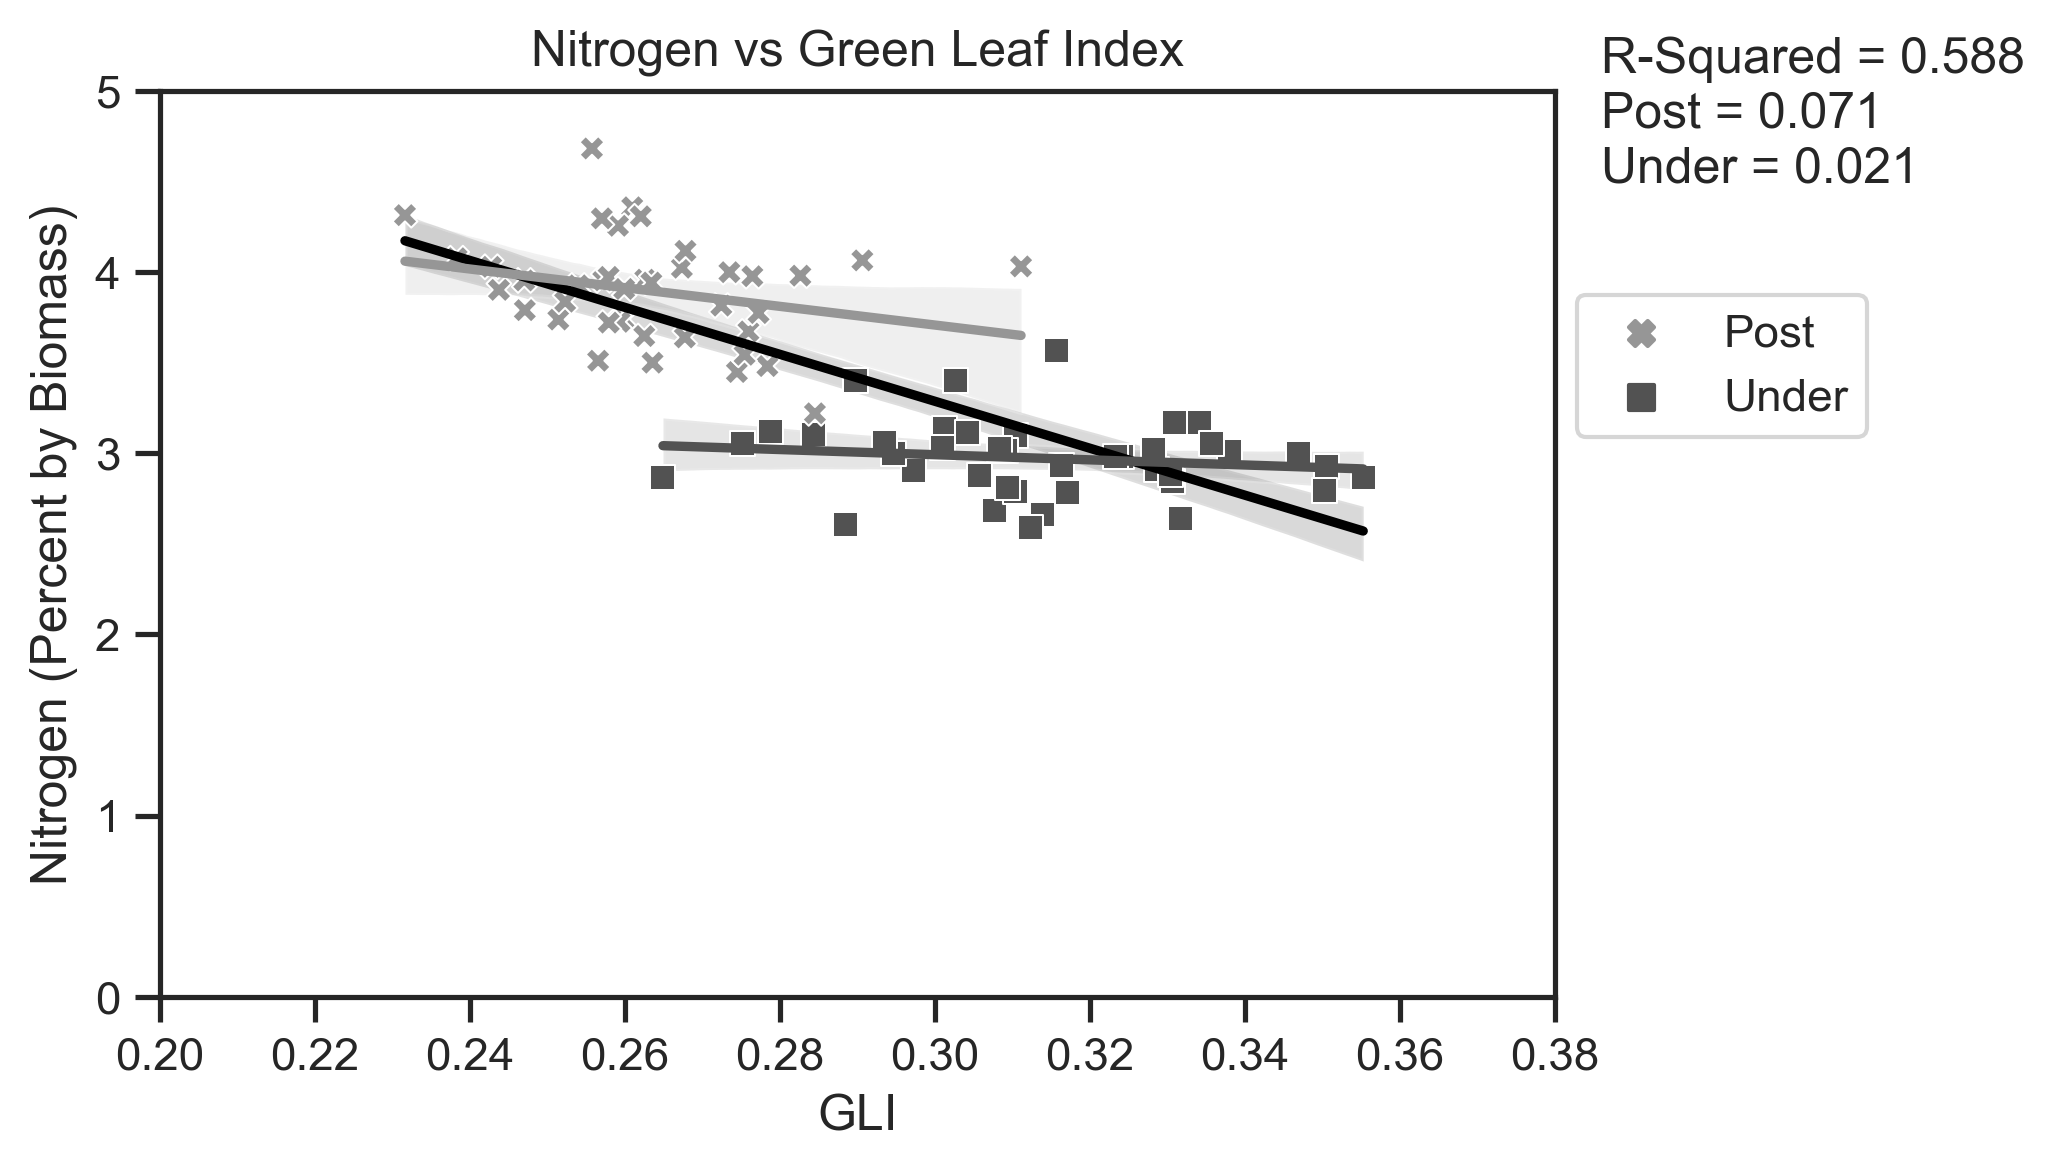 Nitrogen vs Green Leaf Index
R-Squared = 0.588
Post = 0.071
Under = 0.021
Post
Under
Nitrogen (Percent by Biomass)
5
4
3
2
1
0
0.20 0.22 0.24 0.26 0.28 0.30 0.32 0.34 0.36 0.38
GLI